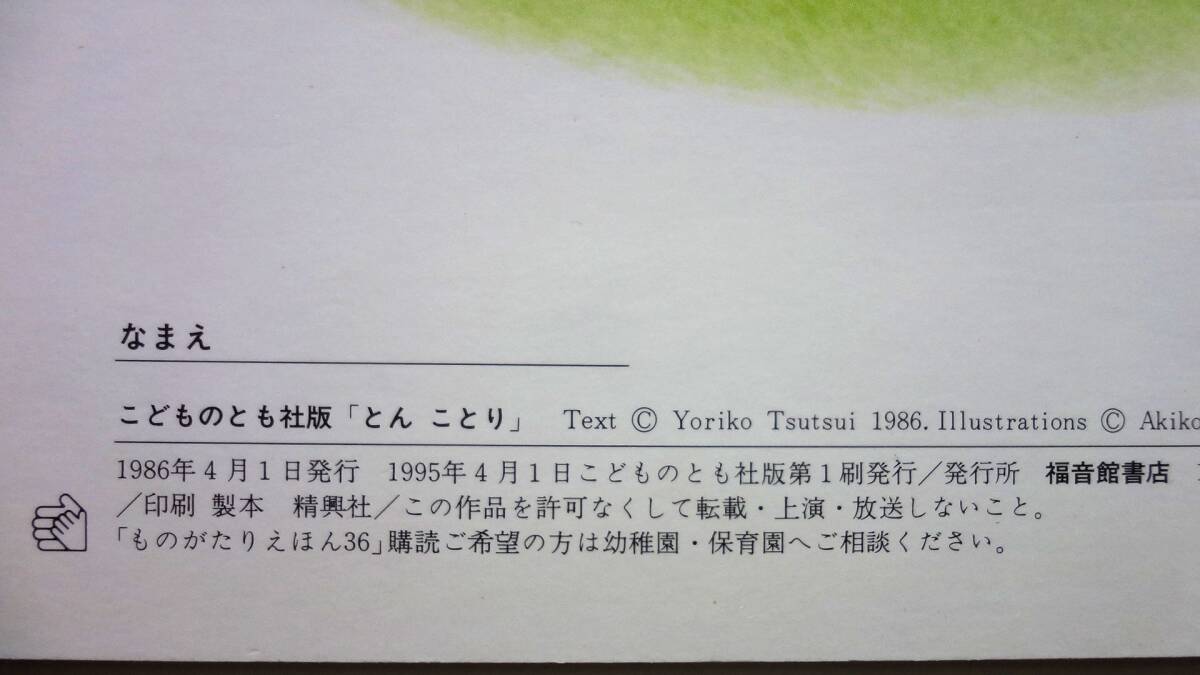 なまえ
こどものとも社版「とん ことり」 Text © Yoriko Tsutsui 1986. Illustrations © Akiko
1986年4月1日発行 1995年4月1日こどものとも社版第1刷発行／発行所 福音館書店
／印刷 製本 精興社／この作品を許可なくして転載・上演・放送しないこと。
「ものがたりえほん36」購読ご希望の方は幼稚園・保育園へご相談ください。